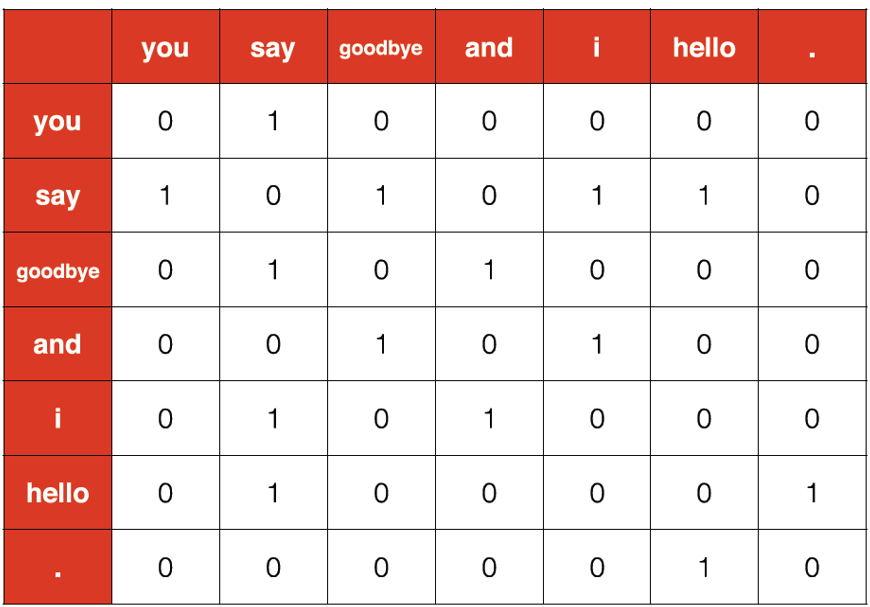 you say goodbye and i hello .
you 0 1 0 0 0 0 0
say 1 0 1 0 1 1 0
goodbye 0 1 0 1 0 0 0
and 0 0 1 0 1 0 0
i 0 1 0 1 0 0 0
hello 0 1 0 0 0 0 1
. 0 0 0 0 0 1 0